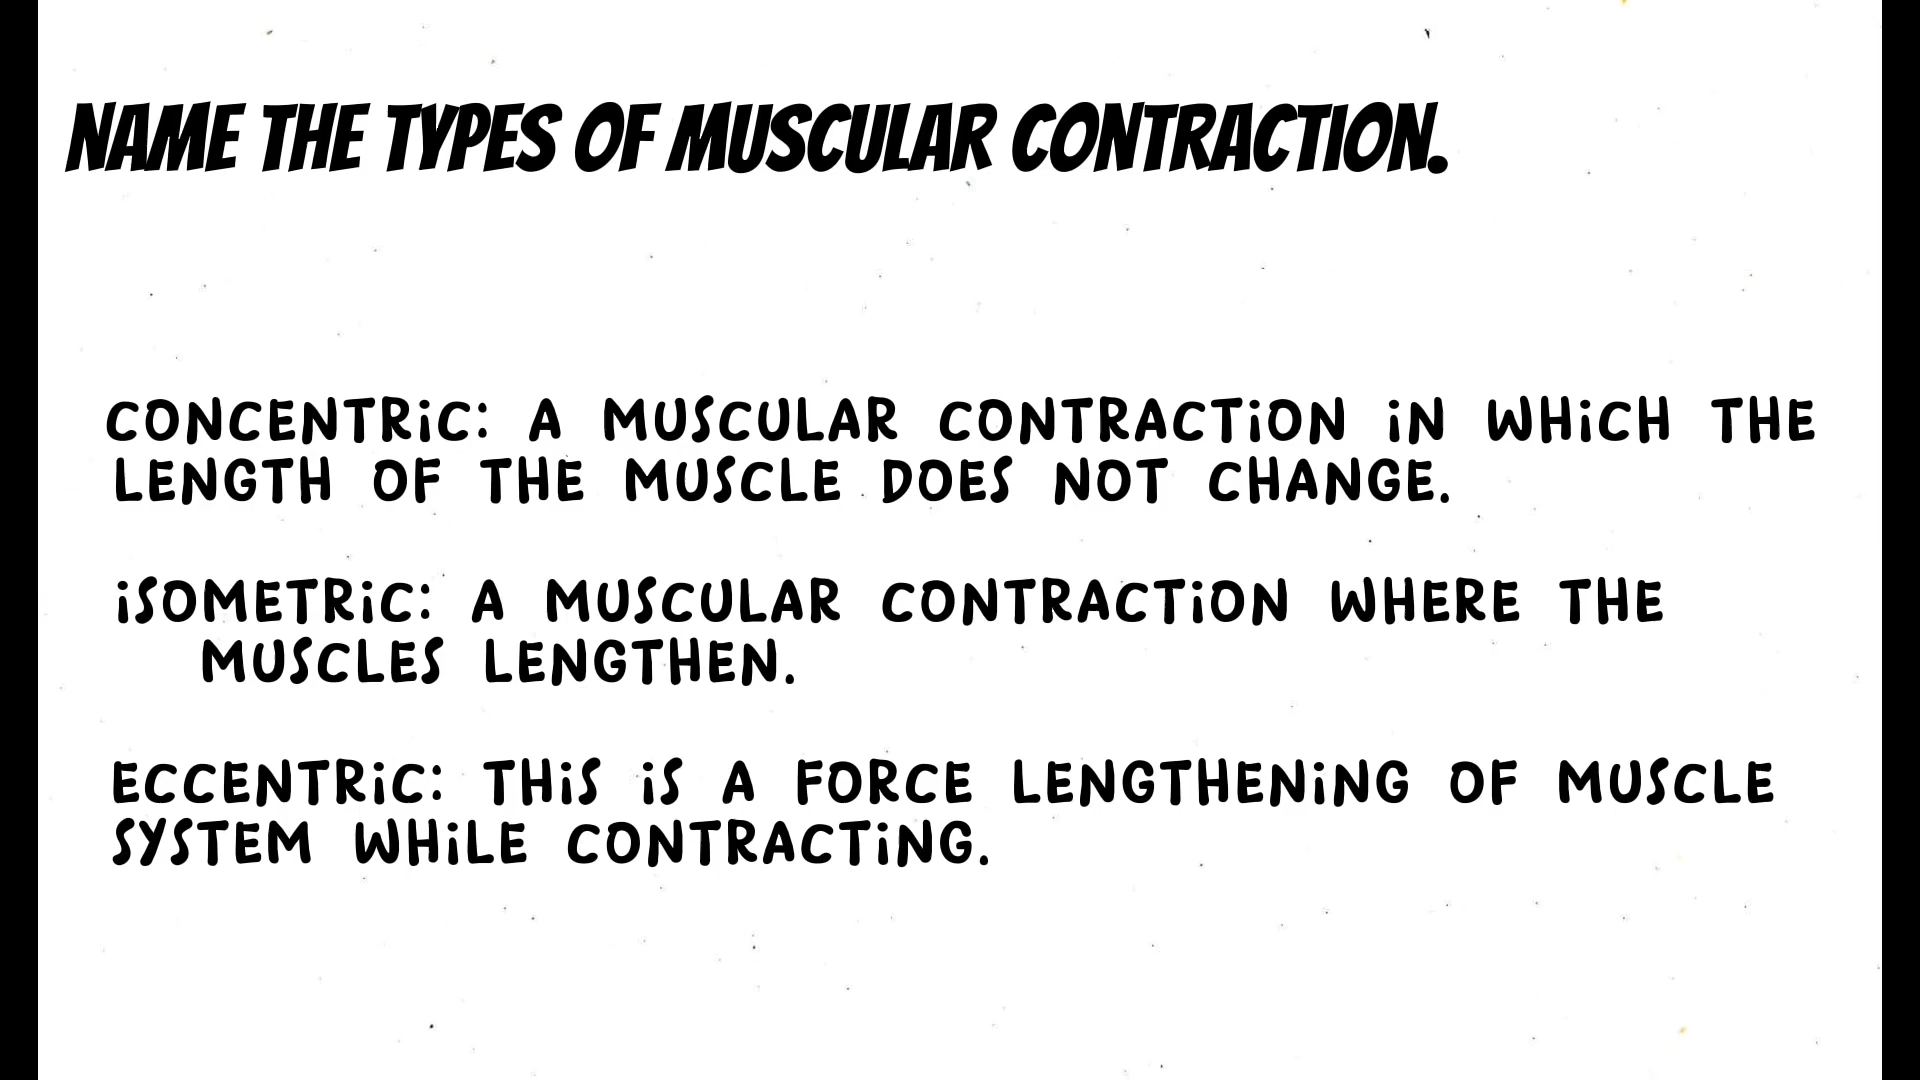 NAME THE TYPES OF MUSCULAR CONTRACTION.
CONCENTRiC: A MUSCULAR CONTRACTiON iN WHiCH THE
LENGTH OF THE MUSCLE DOES NOT CHANGE.
iSOMETRiC: A MUSCULAR CONTRACTiON WHERE THE
MUSCLES LENGTHEN.
ECCENTRiC: THiS iS A FORCE LENGTHENiNG OF MUSCLE
SYSTEM WHiLE CONTRACTiNG.